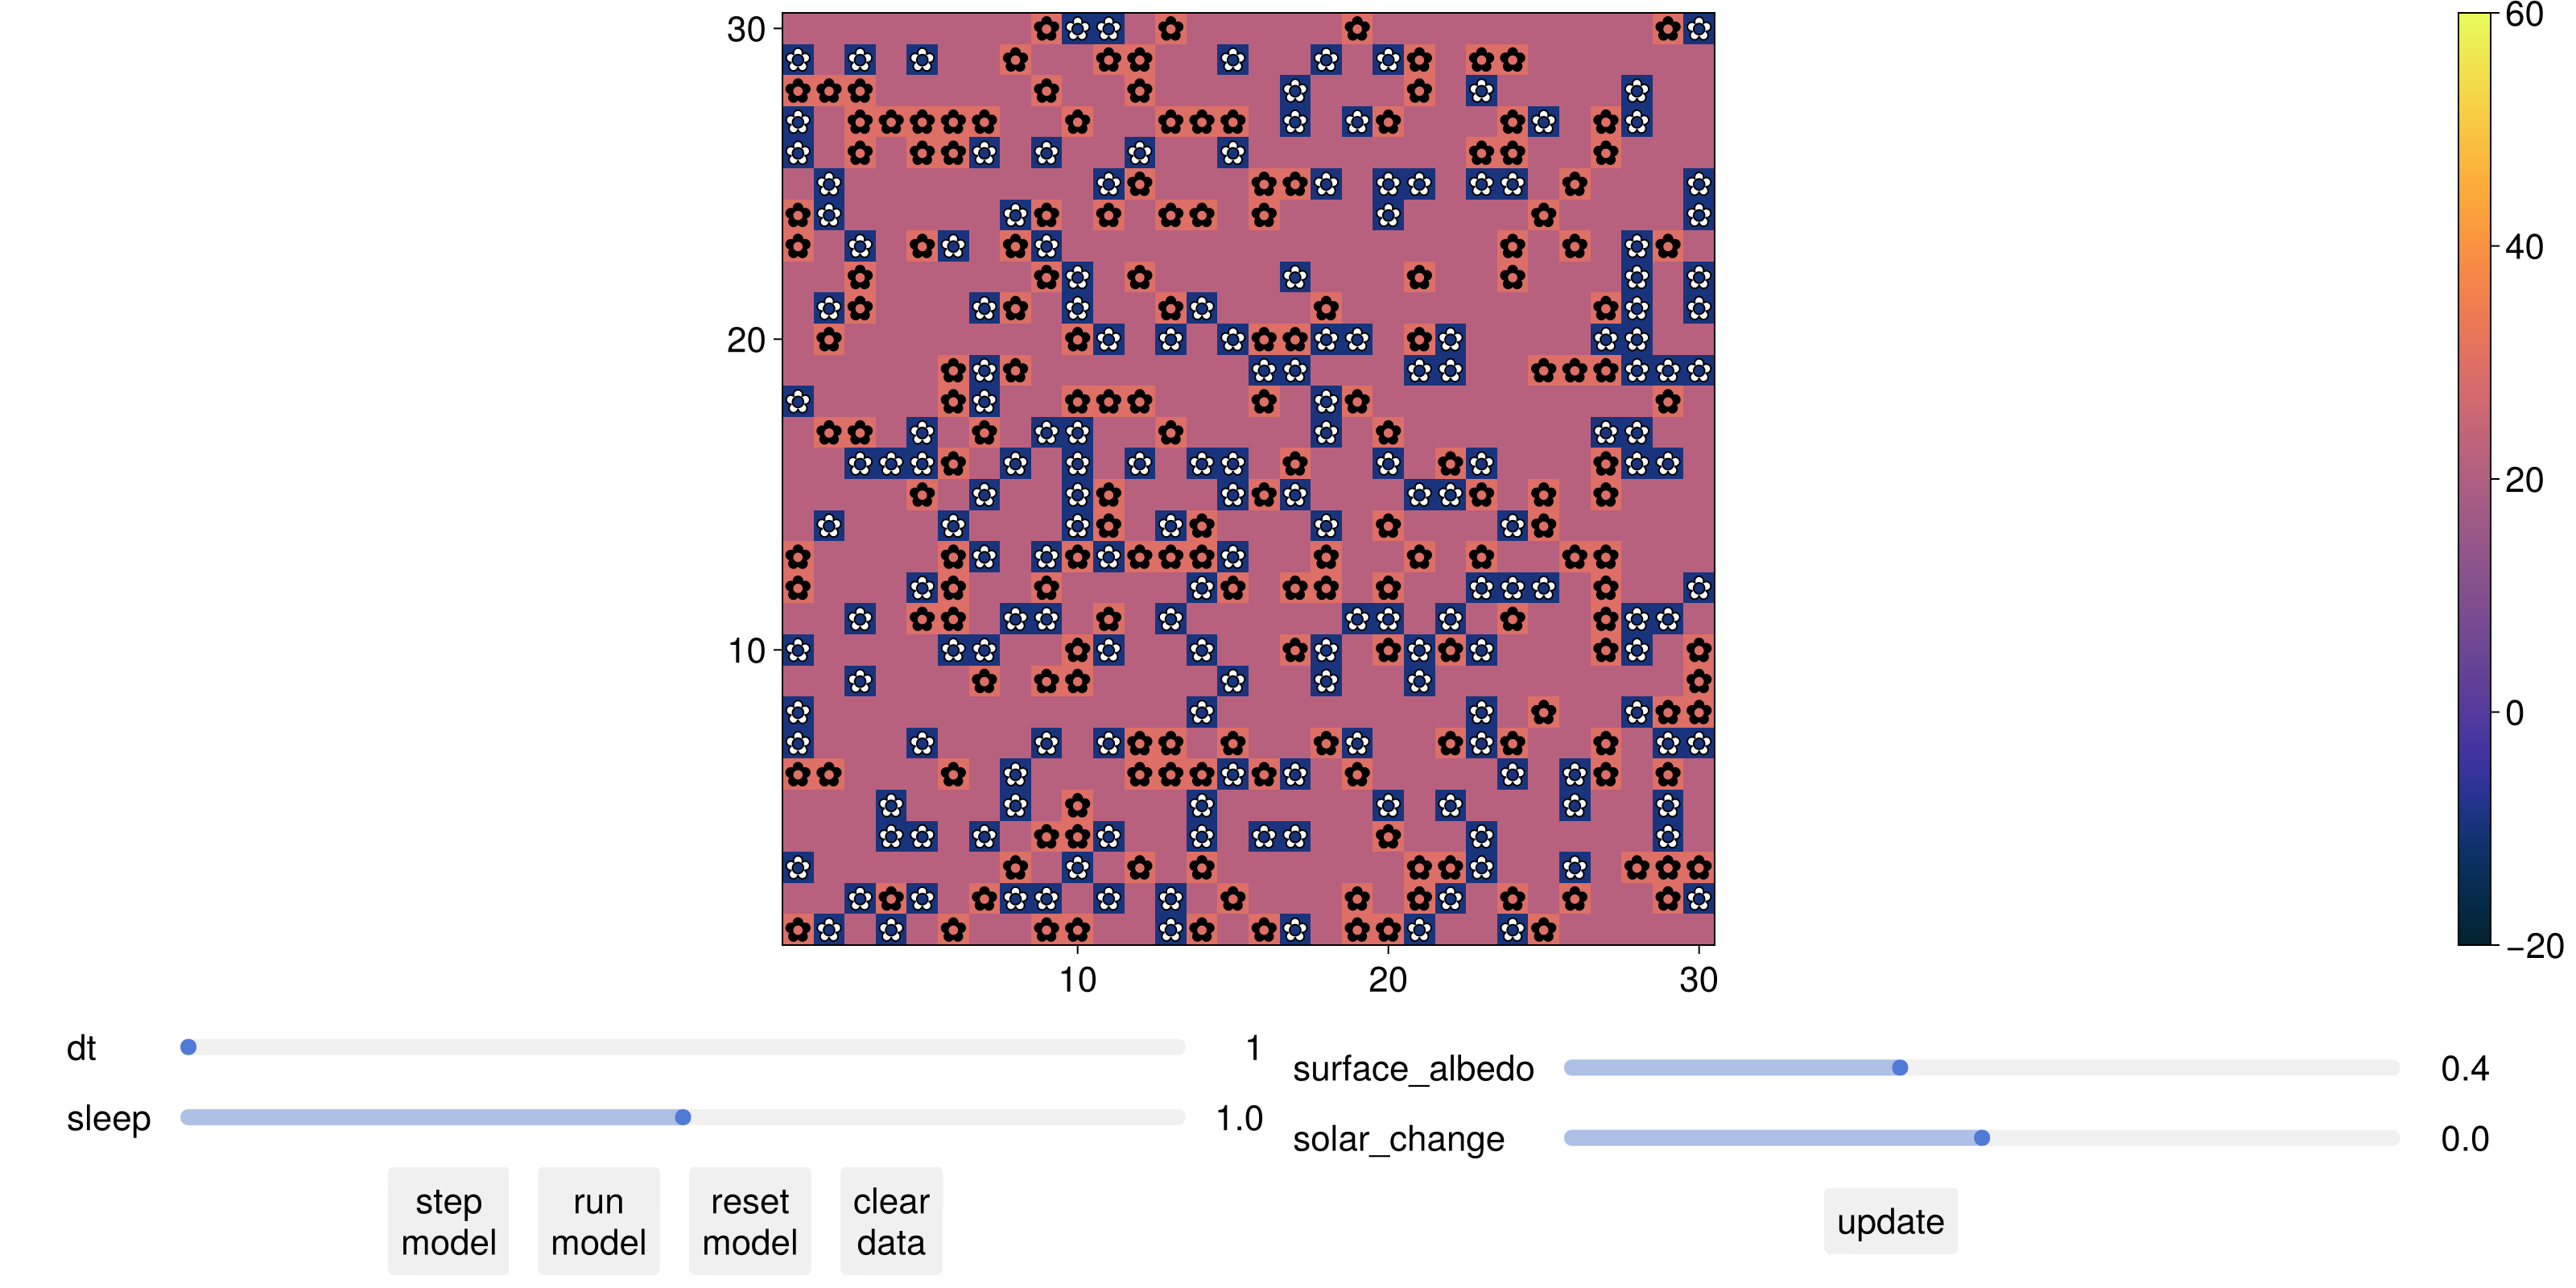 30
20
10
10
20
30
60
40
20
0
−20
dt
1
sleep
1.0
surface_albedo
0.4
solar_change
0.0
step
model
run
model
reset
model
clear
data
update